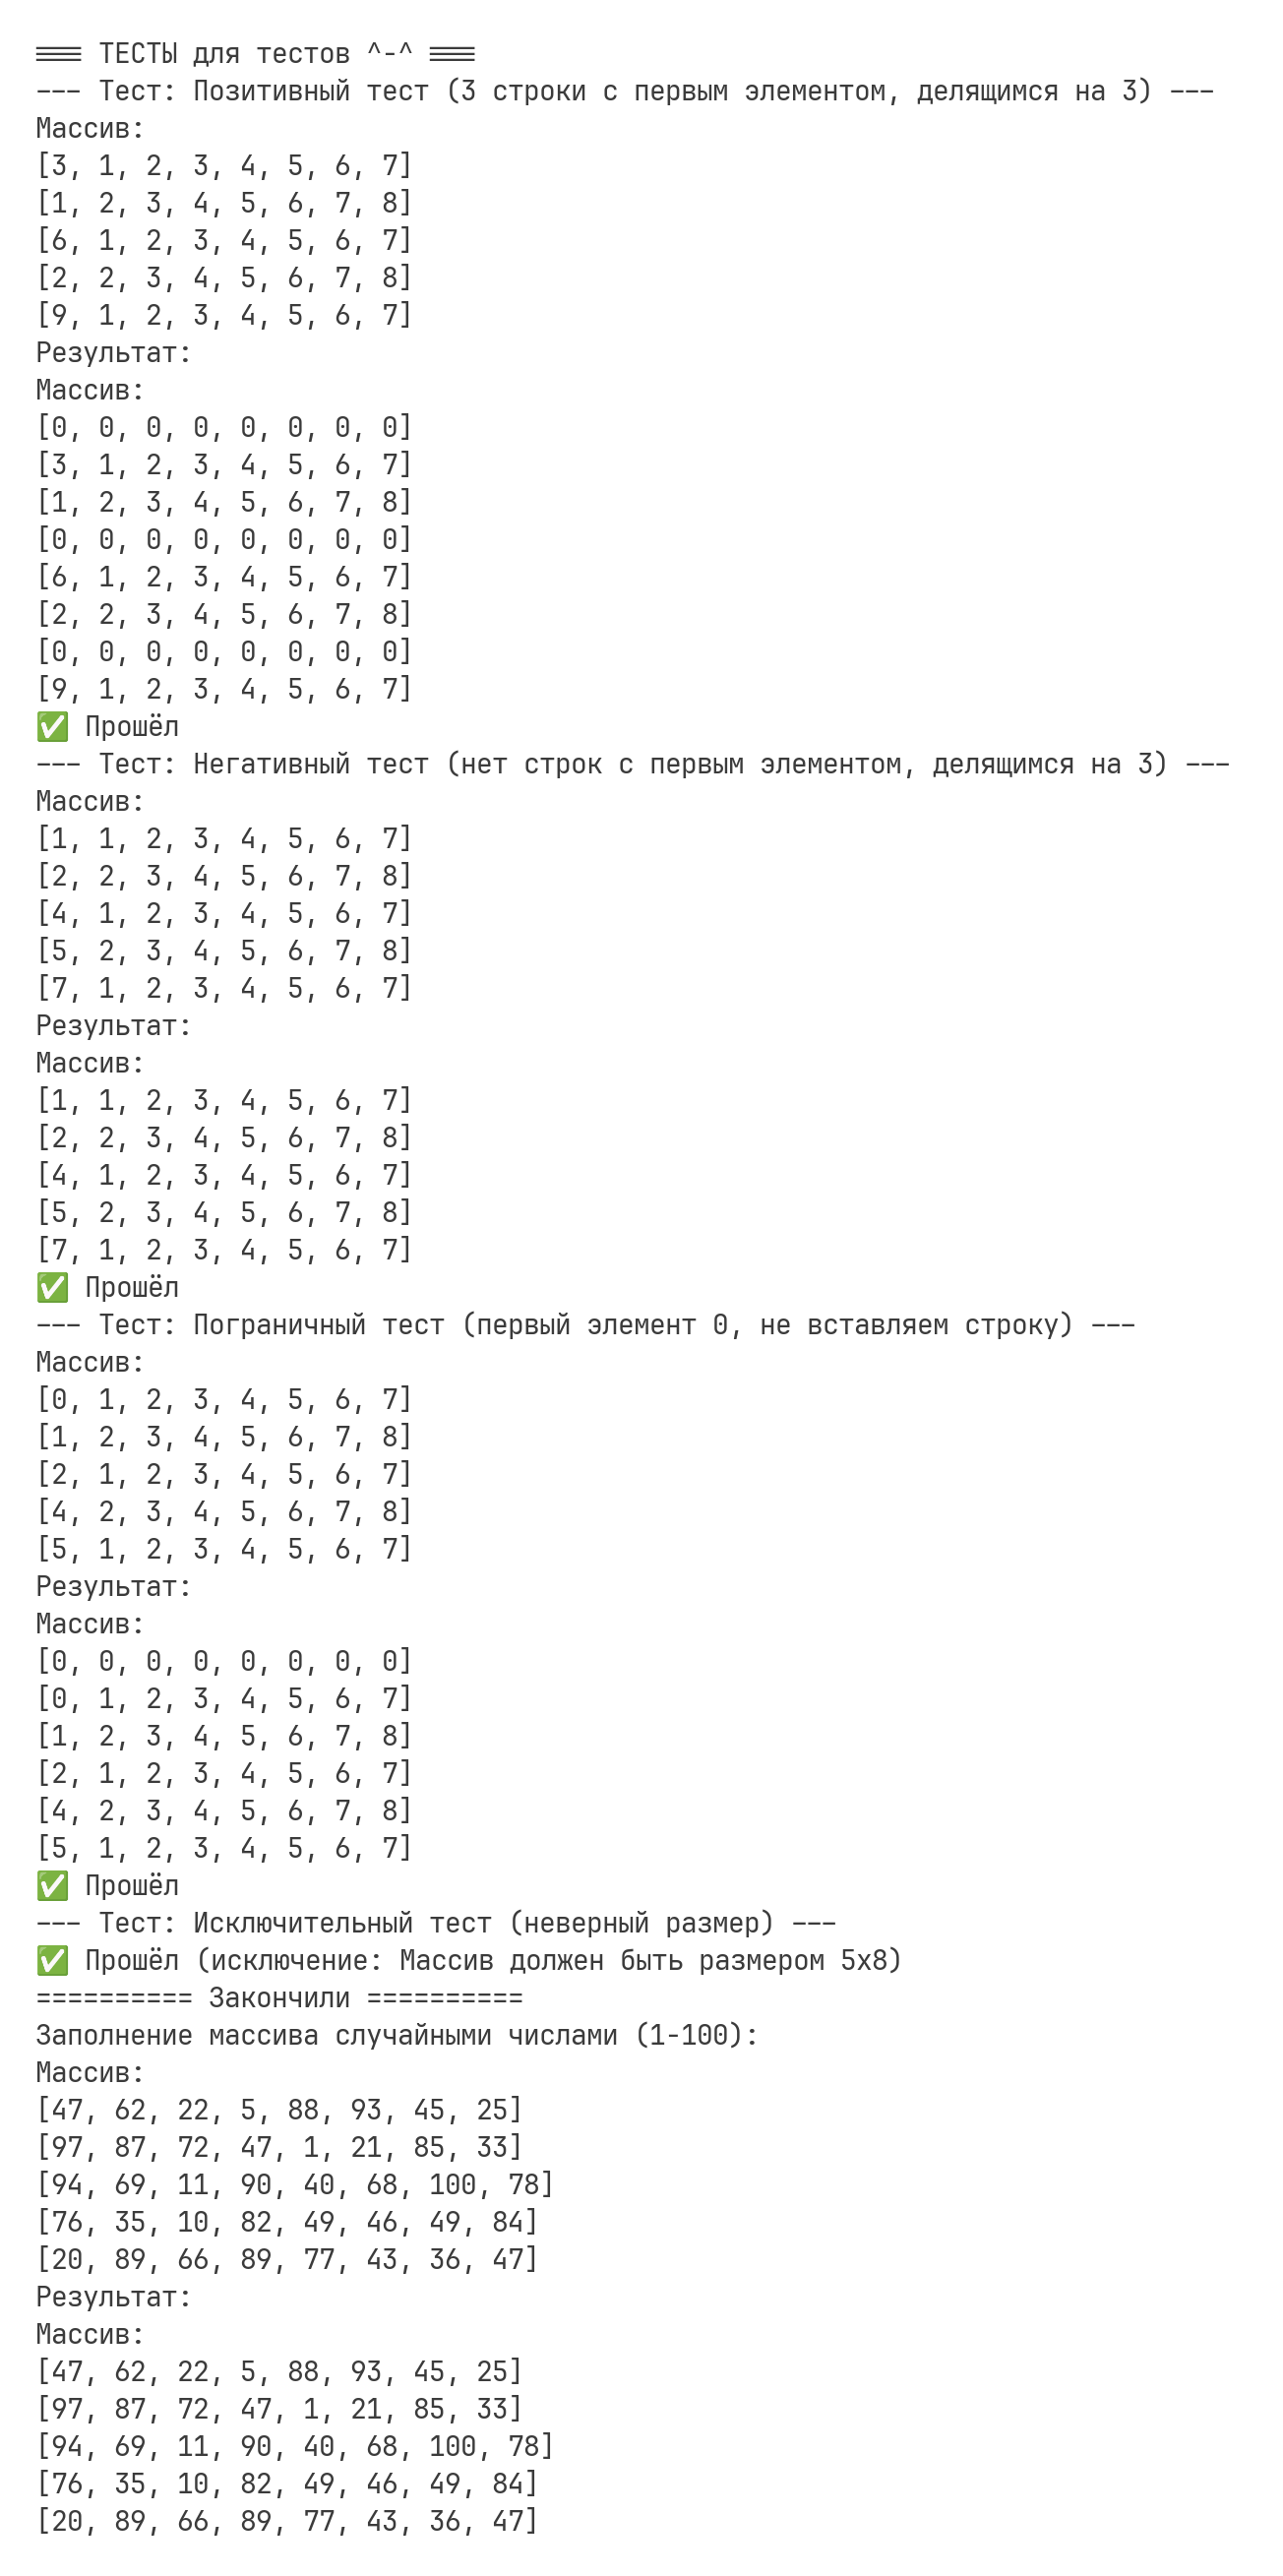 === ТЕСТЫ для тестов ^-^ ===
--- Тест: Позитивный тест (3 строки с первым элементом, делящимся на 3) ---
Массив:
[3, 1, 2, 3, 4, 5, 6, 7]
[1, 2, 3, 4, 5, 6, 7, 8]
[6, 1, 2, 3, 4, 5, 6, 7]
[2, 2, 3, 4, 5, 6, 7, 8]
[9, 1, 2, 3, 4, 5, 6, 7]
Результат:
Массив:
[0, 0, 0, 0, 0, 0, 0, 0]
[3, 1, 2, 3, 4, 5, 6, 7]
[1, 2, 3, 4, 5, 6, 7, 8]
[0, 0, 0, 0, 0, 0, 0, 0]
[6, 1, 2, 3, 4, 5, 6, 7]
[2, 2, 3, 4, 5, 6, 7, 8]
[0, 0, 0, 0, 0, 0, 0, 0]
[9, 1, 2, 3, 4, 5, 6, 7]
✅ Прошёл
--- Тест: Негативный тест (нет строк с первым элементом, делящимся на 3) ---
Массив:
[1, 1, 2, 3, 4, 5, 6, 7]
[2, 2, 3, 4, 5, 6, 7, 8]
[4, 1, 2, 3, 4, 5, 6, 7]
[5, 2, 3, 4, 5, 6, 7, 8]
[7, 1, 2, 3, 4, 5, 6, 7]
Результат:
Массив:
[1, 1, 2, 3, 4, 5, 6, 7]
[2, 2, 3, 4, 5, 6, 7, 8]
[4, 1, 2, 3, 4, 5, 6, 7]
[5, 2, 3, 4, 5, 6, 7, 8]
[7, 1, 2, 3, 4, 5, 6, 7]
✅ Прошёл
--- Тест: Пограничный тест (первый элемент 0, не вставляем строку) ---
Массив:
[0, 1, 2, 3, 4, 5, 6, 7]
[1, 2, 3, 4, 5, 6, 7, 8]
[2, 1, 2, 3, 4, 5, 6, 7]
[4, 2, 3, 4, 5, 6, 7, 8]
[5, 1, 2, 3, 4, 5, 6, 7]
Результат:
Массив:
[0, 0, 0, 0, 0, 0, 0, 0]
[0, 1, 2, 3, 4, 5, 6, 7]
[1, 2, 3, 4, 5, 6, 7, 8]
[2, 1, 2, 3, 4, 5, 6, 7]
[4, 2, 3, 4, 5, 6, 7, 8]
[5, 1, 2, 3, 4, 5, 6, 7]
✅ Прошёл
--- Тест: Исключительный тест (неверный размер) ---
✅ Прошёл (исключение: Массив должен быть размером 5x8)
========== Закончили ==========
Заполнение массива случайными числами (1-100):
Массив:
[47, 62, 22, 5, 88, 93, 45, 25]
[97, 87, 72, 47, 1, 21, 85, 33]
[94, 69, 11, 90, 40, 68, 100, 78]
[76, 35, 10, 82, 49, 46, 49, 84]
[20, 89, 66, 89, 77, 43, 36, 47]
Результат:
Массив:
[47, 62, 22, 5, 88, 93, 45, 25]
[97, 87, 72, 47, 1, 21, 85, 33]
[94, 69, 11, 90, 40, 68, 100, 78]
[76, 35, 10, 82, 49, 46, 49, 84]
[20, 89, 66, 89, 77, 43, 36, 47]